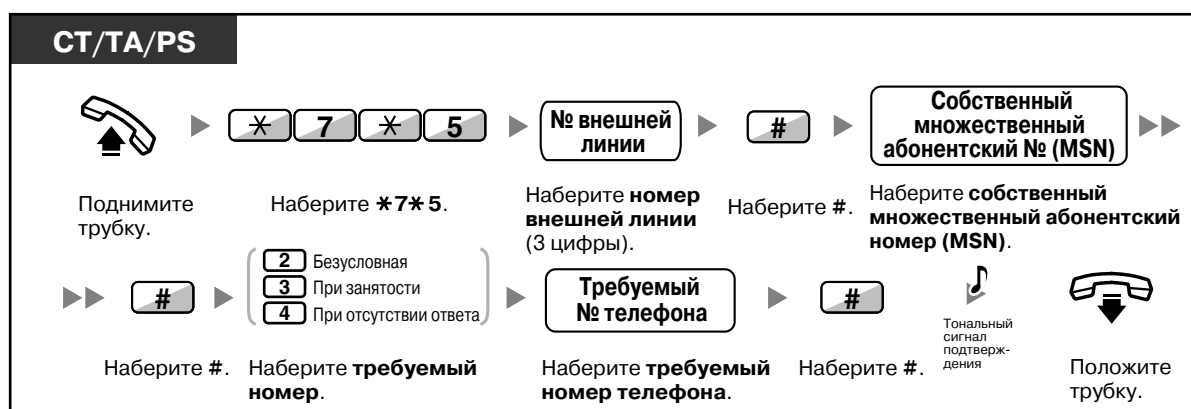 CT/TA/PS
✳ 7 ✳ 5
№ внешней
линии
#
Собственный
множественный
абонентский № (MSN)
Поднимите
трубку.
Наберите ✳7✳5.
Наберите номер
внешней линии
(3 цифры).
Наберите #.
Наберите собственный
множественный абонентский
номер (MSN).
#
2 Безусловная
3 При занятости
4 При отсутствии ответа
Требуемый
№ телефона
#
Тональный
сигнал
подтверж-
дения
Наберите #.
Наберите требуемый
номер.
Наберите требуемый
номер телефона.
Наберите #.
Положите
трубку.